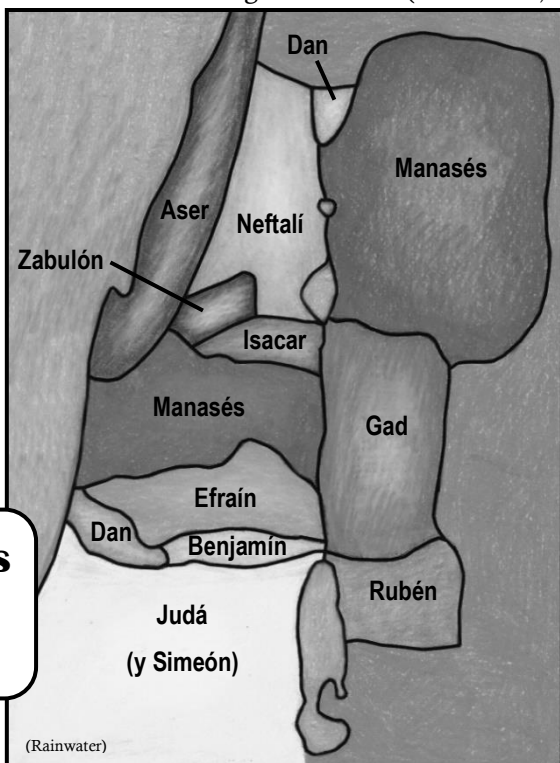 Dan
Manasés
Aser
Neftalí
Zabulón
Isacar
Manasés
Gad
Efraín
Dan
Benjamín
Rubén
Judá
(y Simeón)
(Rainwater)